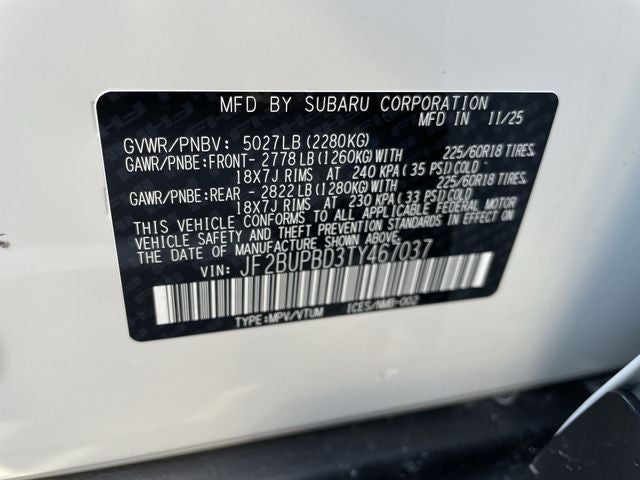 MFD BY SUBARU CORPORATION
MFD IN 11/25
GVWR/PNBV: 5027LB (2280KG)
GAWR/PNBE:FRONT- 2778 LB (1260KG)WITH 225/60R18 TIRES,
18X7J RIMS AT 240 KPA (35 PSI)COLD
GAWR/PNBE:REAR - 2822 LB (1280KG)WITH 225/60R18 TIRES,
18X7J RIMS AT 230 KPA (33 PSI)COLD
THIS VEHICLE CONFORMS TO ALL APPLICABLE FEDERAL MOTOR
VEHICLE SAFETY AND THEFT PREVENTION STANDARDS IN EFFECT ON
THE DATE OF MANUFACTURE SHOWN ABOVE.
VIN: JF2BUPBD3TY467037
TYPE:MPV/VTUM ICES/NMB-002